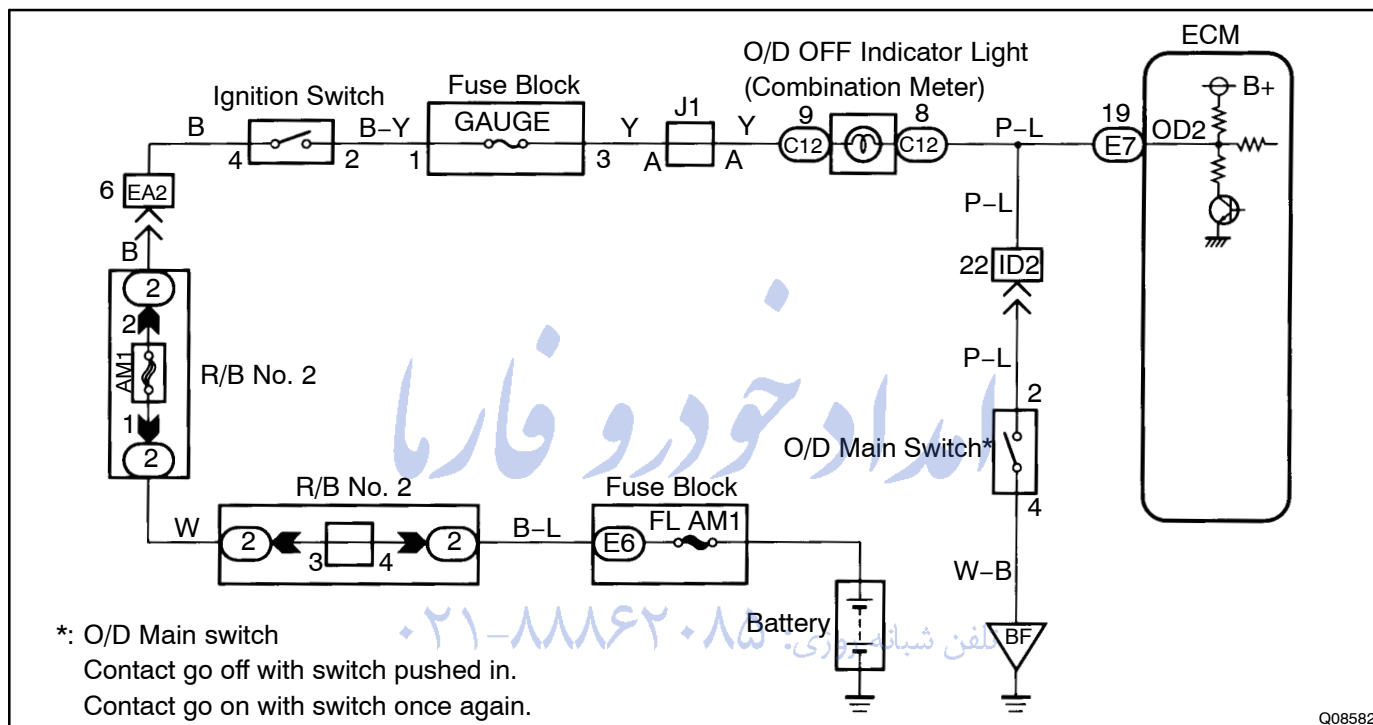 ECM
O/D OFF Indicator Light
(Combination Meter)
Fuse Block
Ignition Switch
GAUGE
J1
9
8
19
B+
B
B–Y
Y
Y
P–L
OD2
C12
C12
E7
4
2
1
3
A
A
6
EA2
P–L
B
22
ID2
2
2
AM1
R/B No. 2
1
2
P–L
2
امداد خودرو فارما
O/D Main Switch*
4
R/B No. 2
Fuse Block
W
B–L
FL AM1
2
3
4
2
E6
W–B
Battery
تلفن شبانه روزی: ۰۲۱-۸۸۸۶۲۰۸۵
BF
*: O/D Main switch
Contact go off with switch pushed in.
Contact go on with switch once again.
Q08582